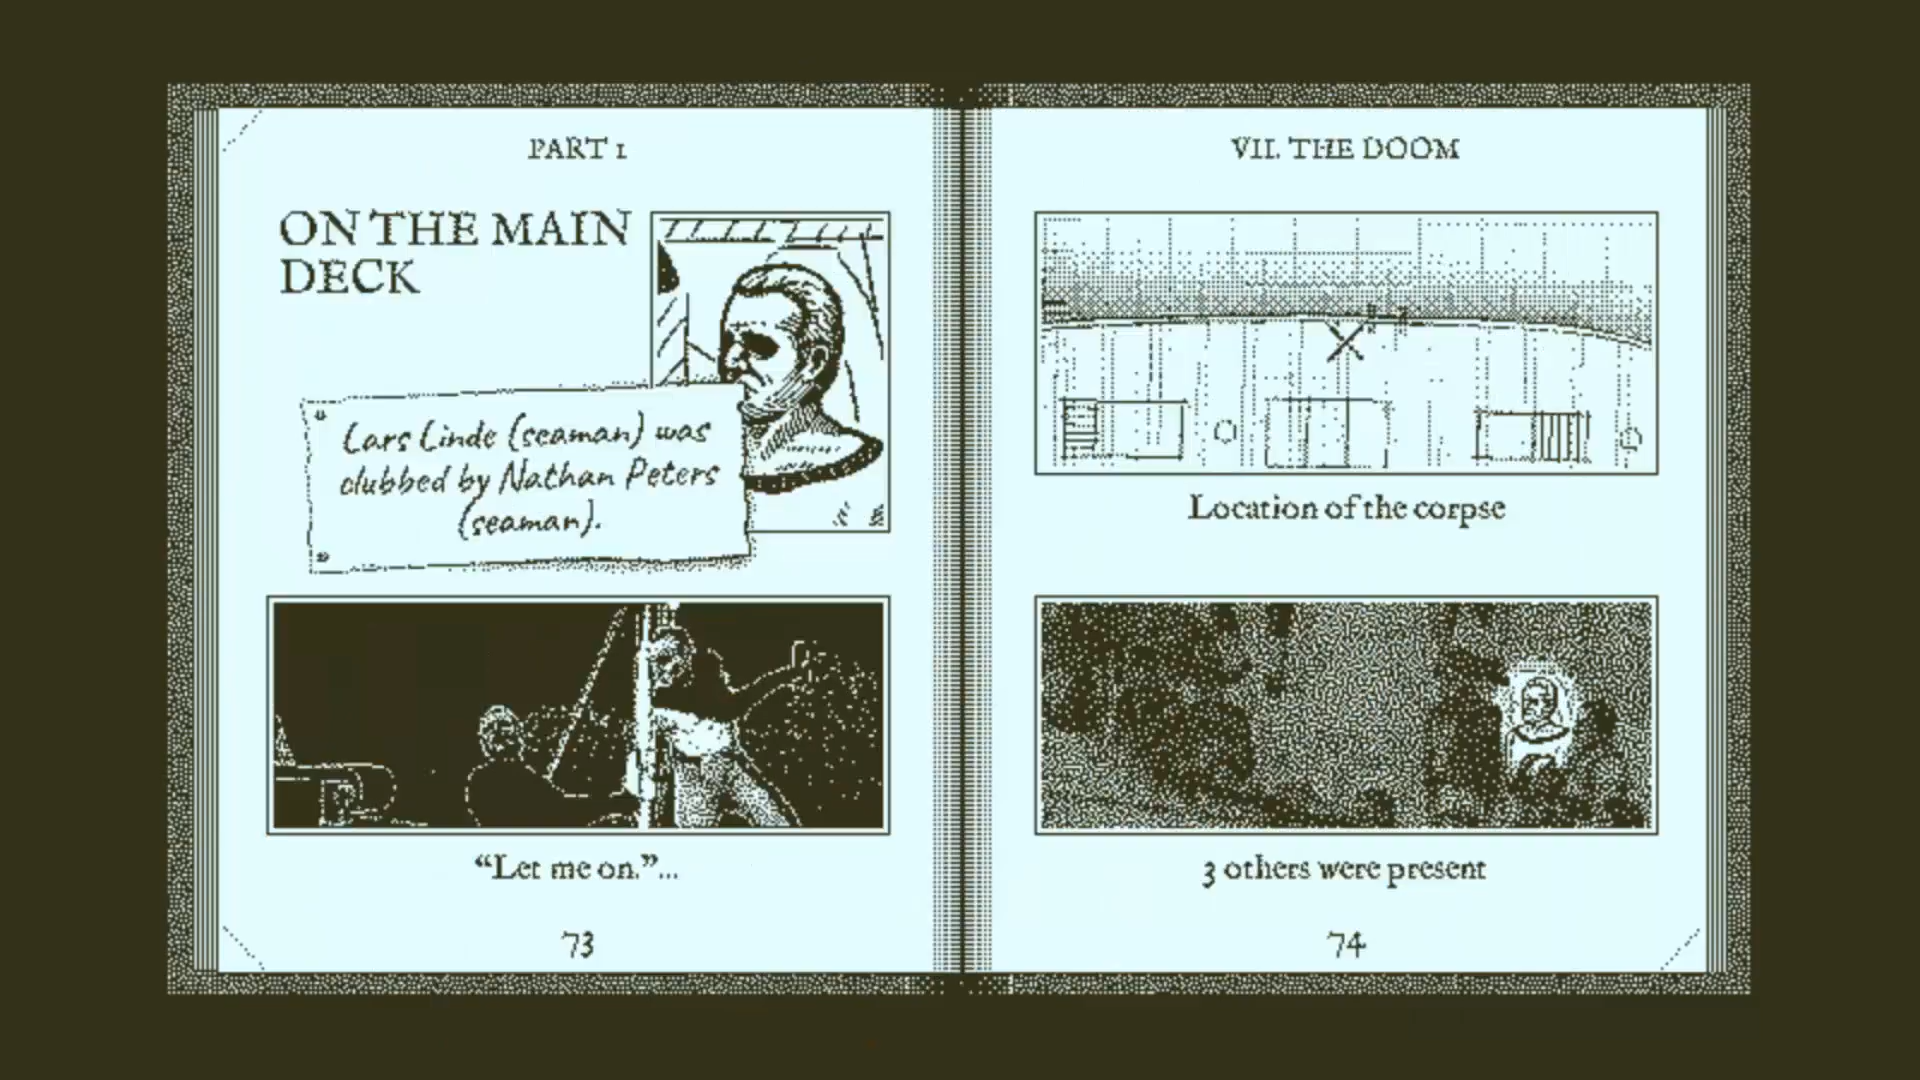 PART 1
ON THE MAIN
DECK
Lars Linde (seaman) was
clubbed by Nathan Peters
(seaman).
“Let me on.”...
73
VII. THE DOOM
Location of the corpse
3 others were present
74